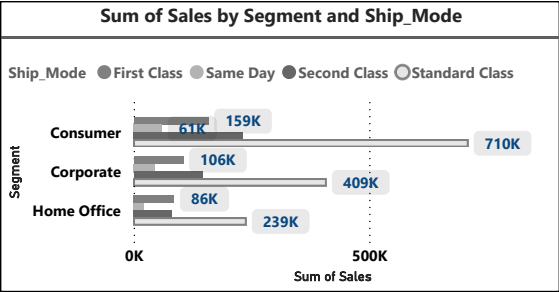 Sum of Sales by Segment and Ship_Mode
Ship_Mode First Class Same Day Second Class Standard Class
Segment
Consumer
159K
61K
710K
Corporate
106K
409K
Home Office
86K
239K
0K 500K
Sum of Sales